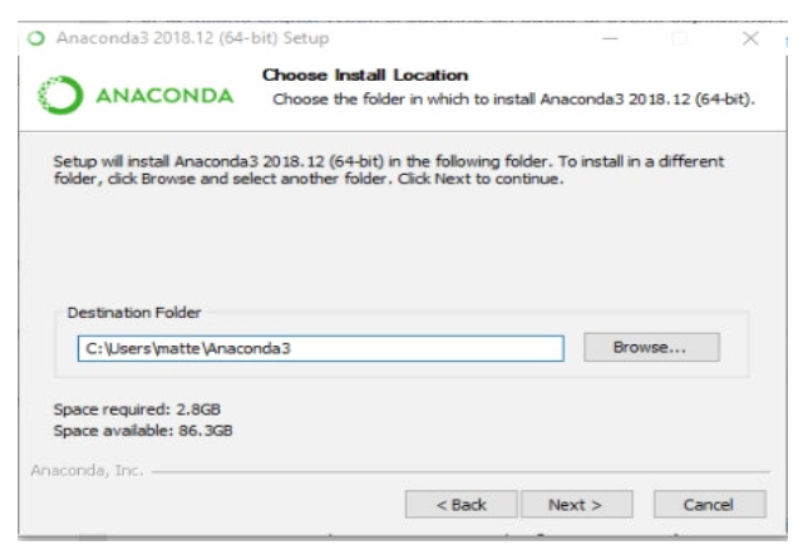 Anaconda3 2018.12 (64-bit) Setup
ANACONDA
Choose Install Location
Choose the folder in which to install Anaconda3 2018.12 (64-bit).
Setup will install Anaconda3 2018.12 (64-bit) in the following folder. To install in a different
folder, click Browse and select another folder. Click Next to continue.
Destination Folder
C:\Users\matte\Anaconda3
Browse...
Space required: 2.8GB
Space available: 86.3GB
Anaconda, Inc.
< Back
Next >
Cancel